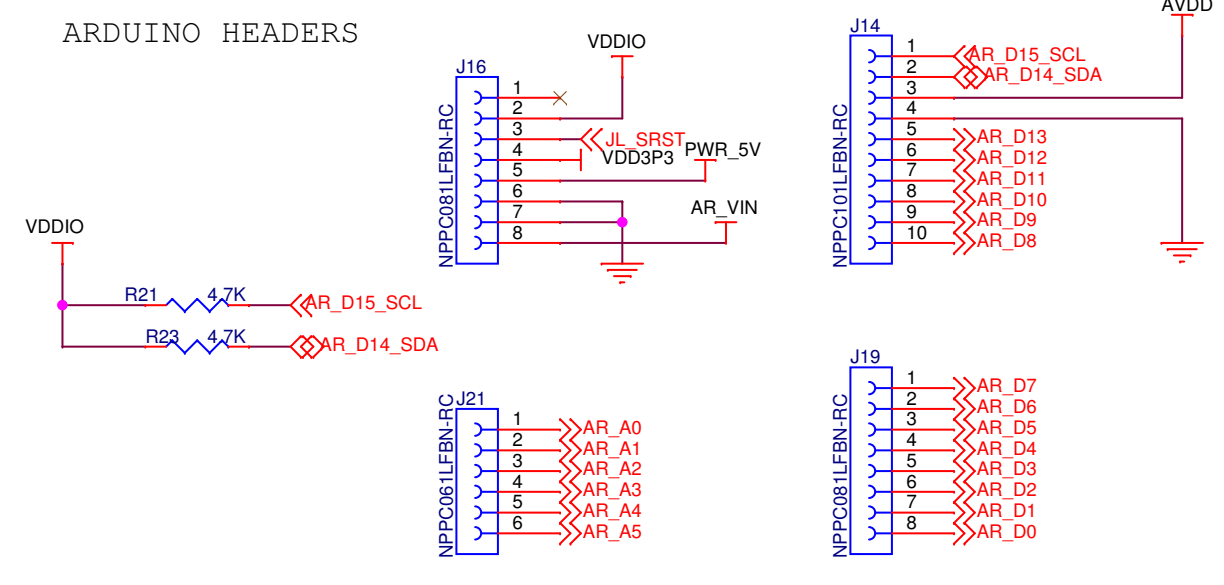 ARDUINO HEADERS
AVDD
VDDIO
J16
1
2
3
4
5
6
7
8
NPPC081LFBN-RC
JL_SRST
VDD3P3
PWR_5V
AR_VIN
J14
1
2
3
4
5
6
7
8
9
10
NPPC101LFBN-RC
AR_D15_SCL
AR_D14_SDA
AR_D13
AR_D12
AR_D11
AR_D10
AR_D9
AR_D8
VDDIO
R21 4.7K AR_D15_SCL
R23 4.7K AR_D14_SDA
J21
1 AR_A0
2 AR_A1
3 AR_A2
4 AR_A3
5 AR_A4
6 AR_A5
NPPC061LFBN-RC
J19
1 AR_D7
2 AR_D6
3 AR_D5
4 AR_D4
5 AR_D3
6 AR_D2
7 AR_D1
8 AR_D0
NPPC081LFBN-RC